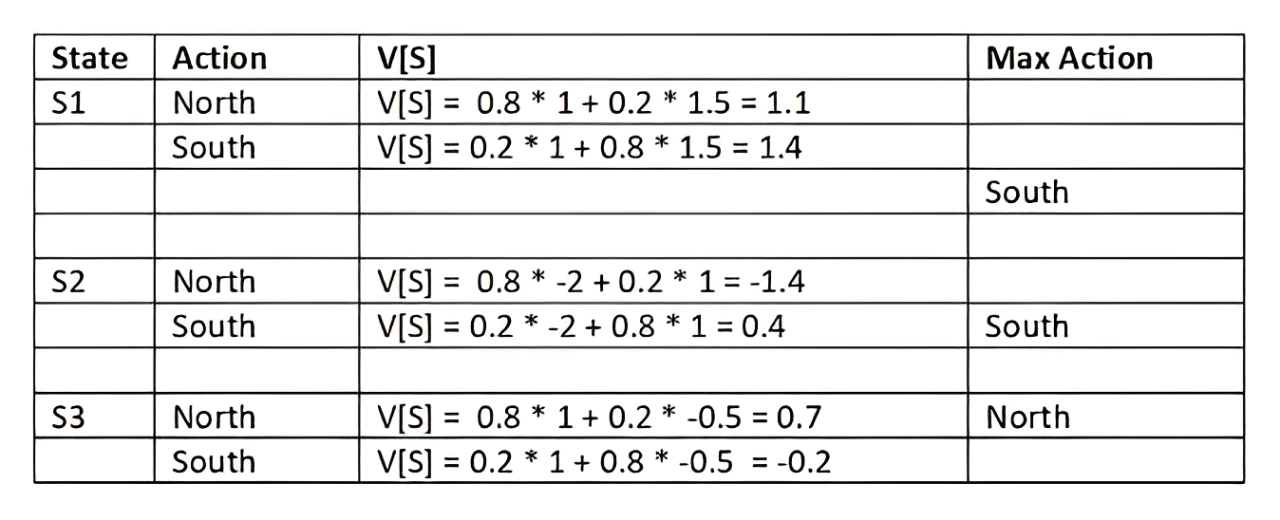 State Action V[S] Max Action
S1 North V[S] = 0.8 * 1 + 0.2 * 1.5 = 1.1
South V[S] = 0.2 * 1 + 0.8 * 1.5 = 1.4
South
S2 North V[S] = 0.8 * -2 + 0.2 * 1 = -1.4
South V[S] = 0.2 * -2 + 0.8 * 1 = 0.4 South
S3 North V[S] = 0.8 * 1 + 0.2 * -0.5 = 0.7 North
South V[S] = 0.2 * 1 + 0.8 * -0.5 = -0.2